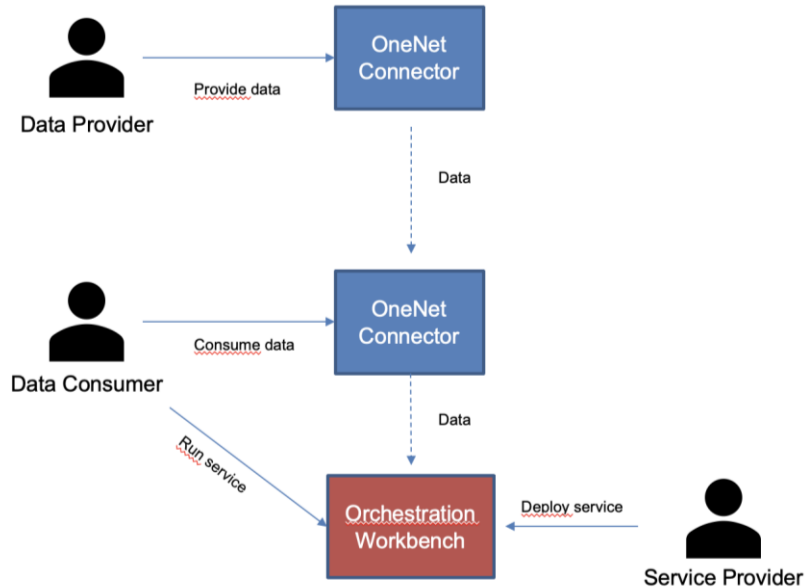 OneNet
Connector
Provide data
Data Provider
Data
OneNet
Connector
Consume data
Data Consumer
Data
Run service
Orchestration
Workbench
Deploy service
Service Provider